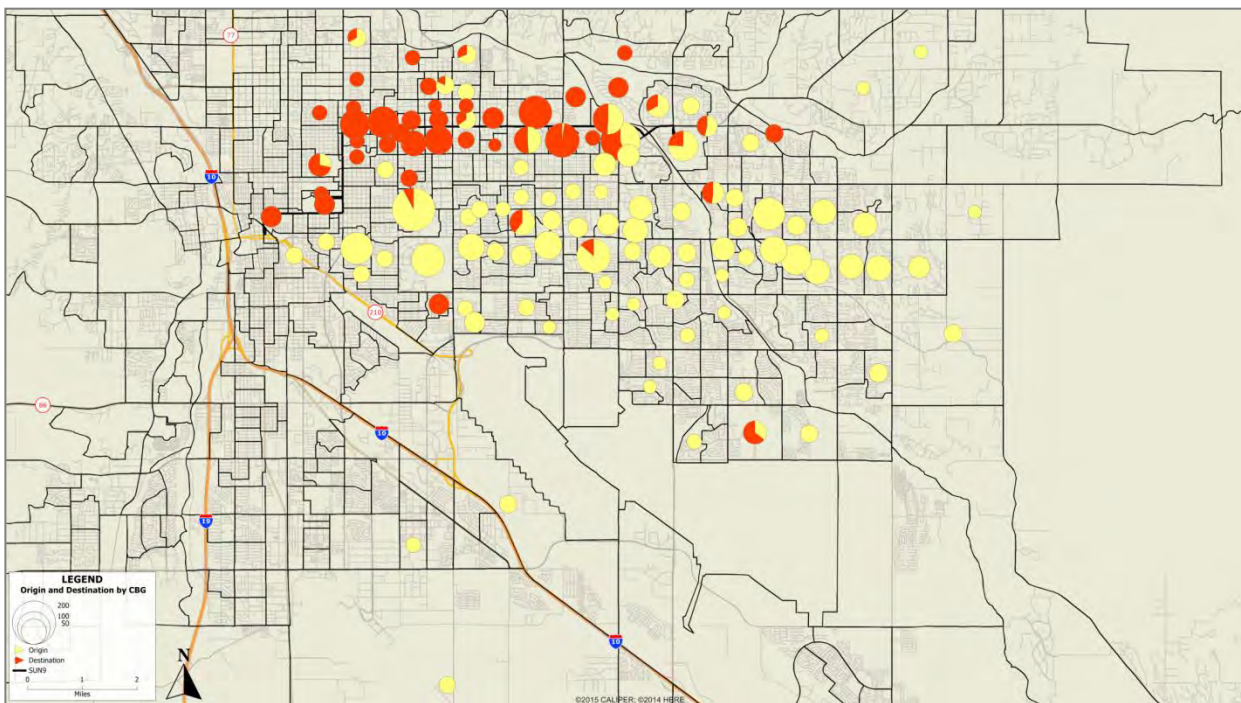 77
10
210
86
10
19
10
LEGEND
Origin and Destination by CBG
200
100
50
Origin
Destination
SUN9
0 1 2
Miles
N
©2015 CALIPER; ©2014 HERE